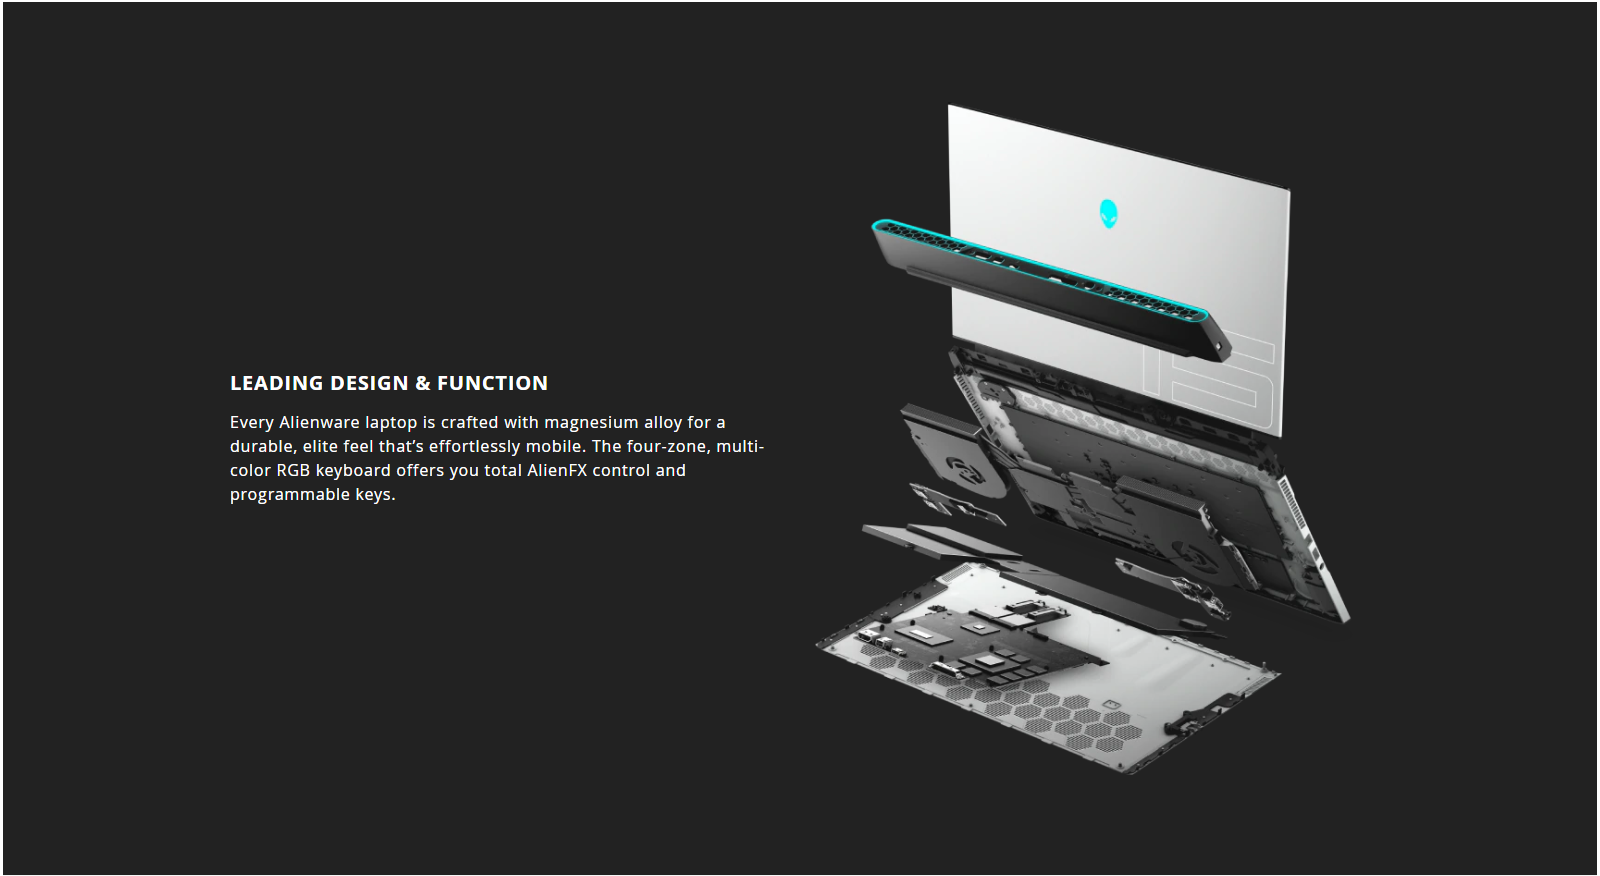 LEADING DESIGN & FUNCTION
Every Alienware laptop is crafted with magnesium alloy for a
durable, elite feel that’s effortlessly mobile. The four-zone, multi-
color RGB keyboard offers you total AlienFX control and
programmable keys.
15